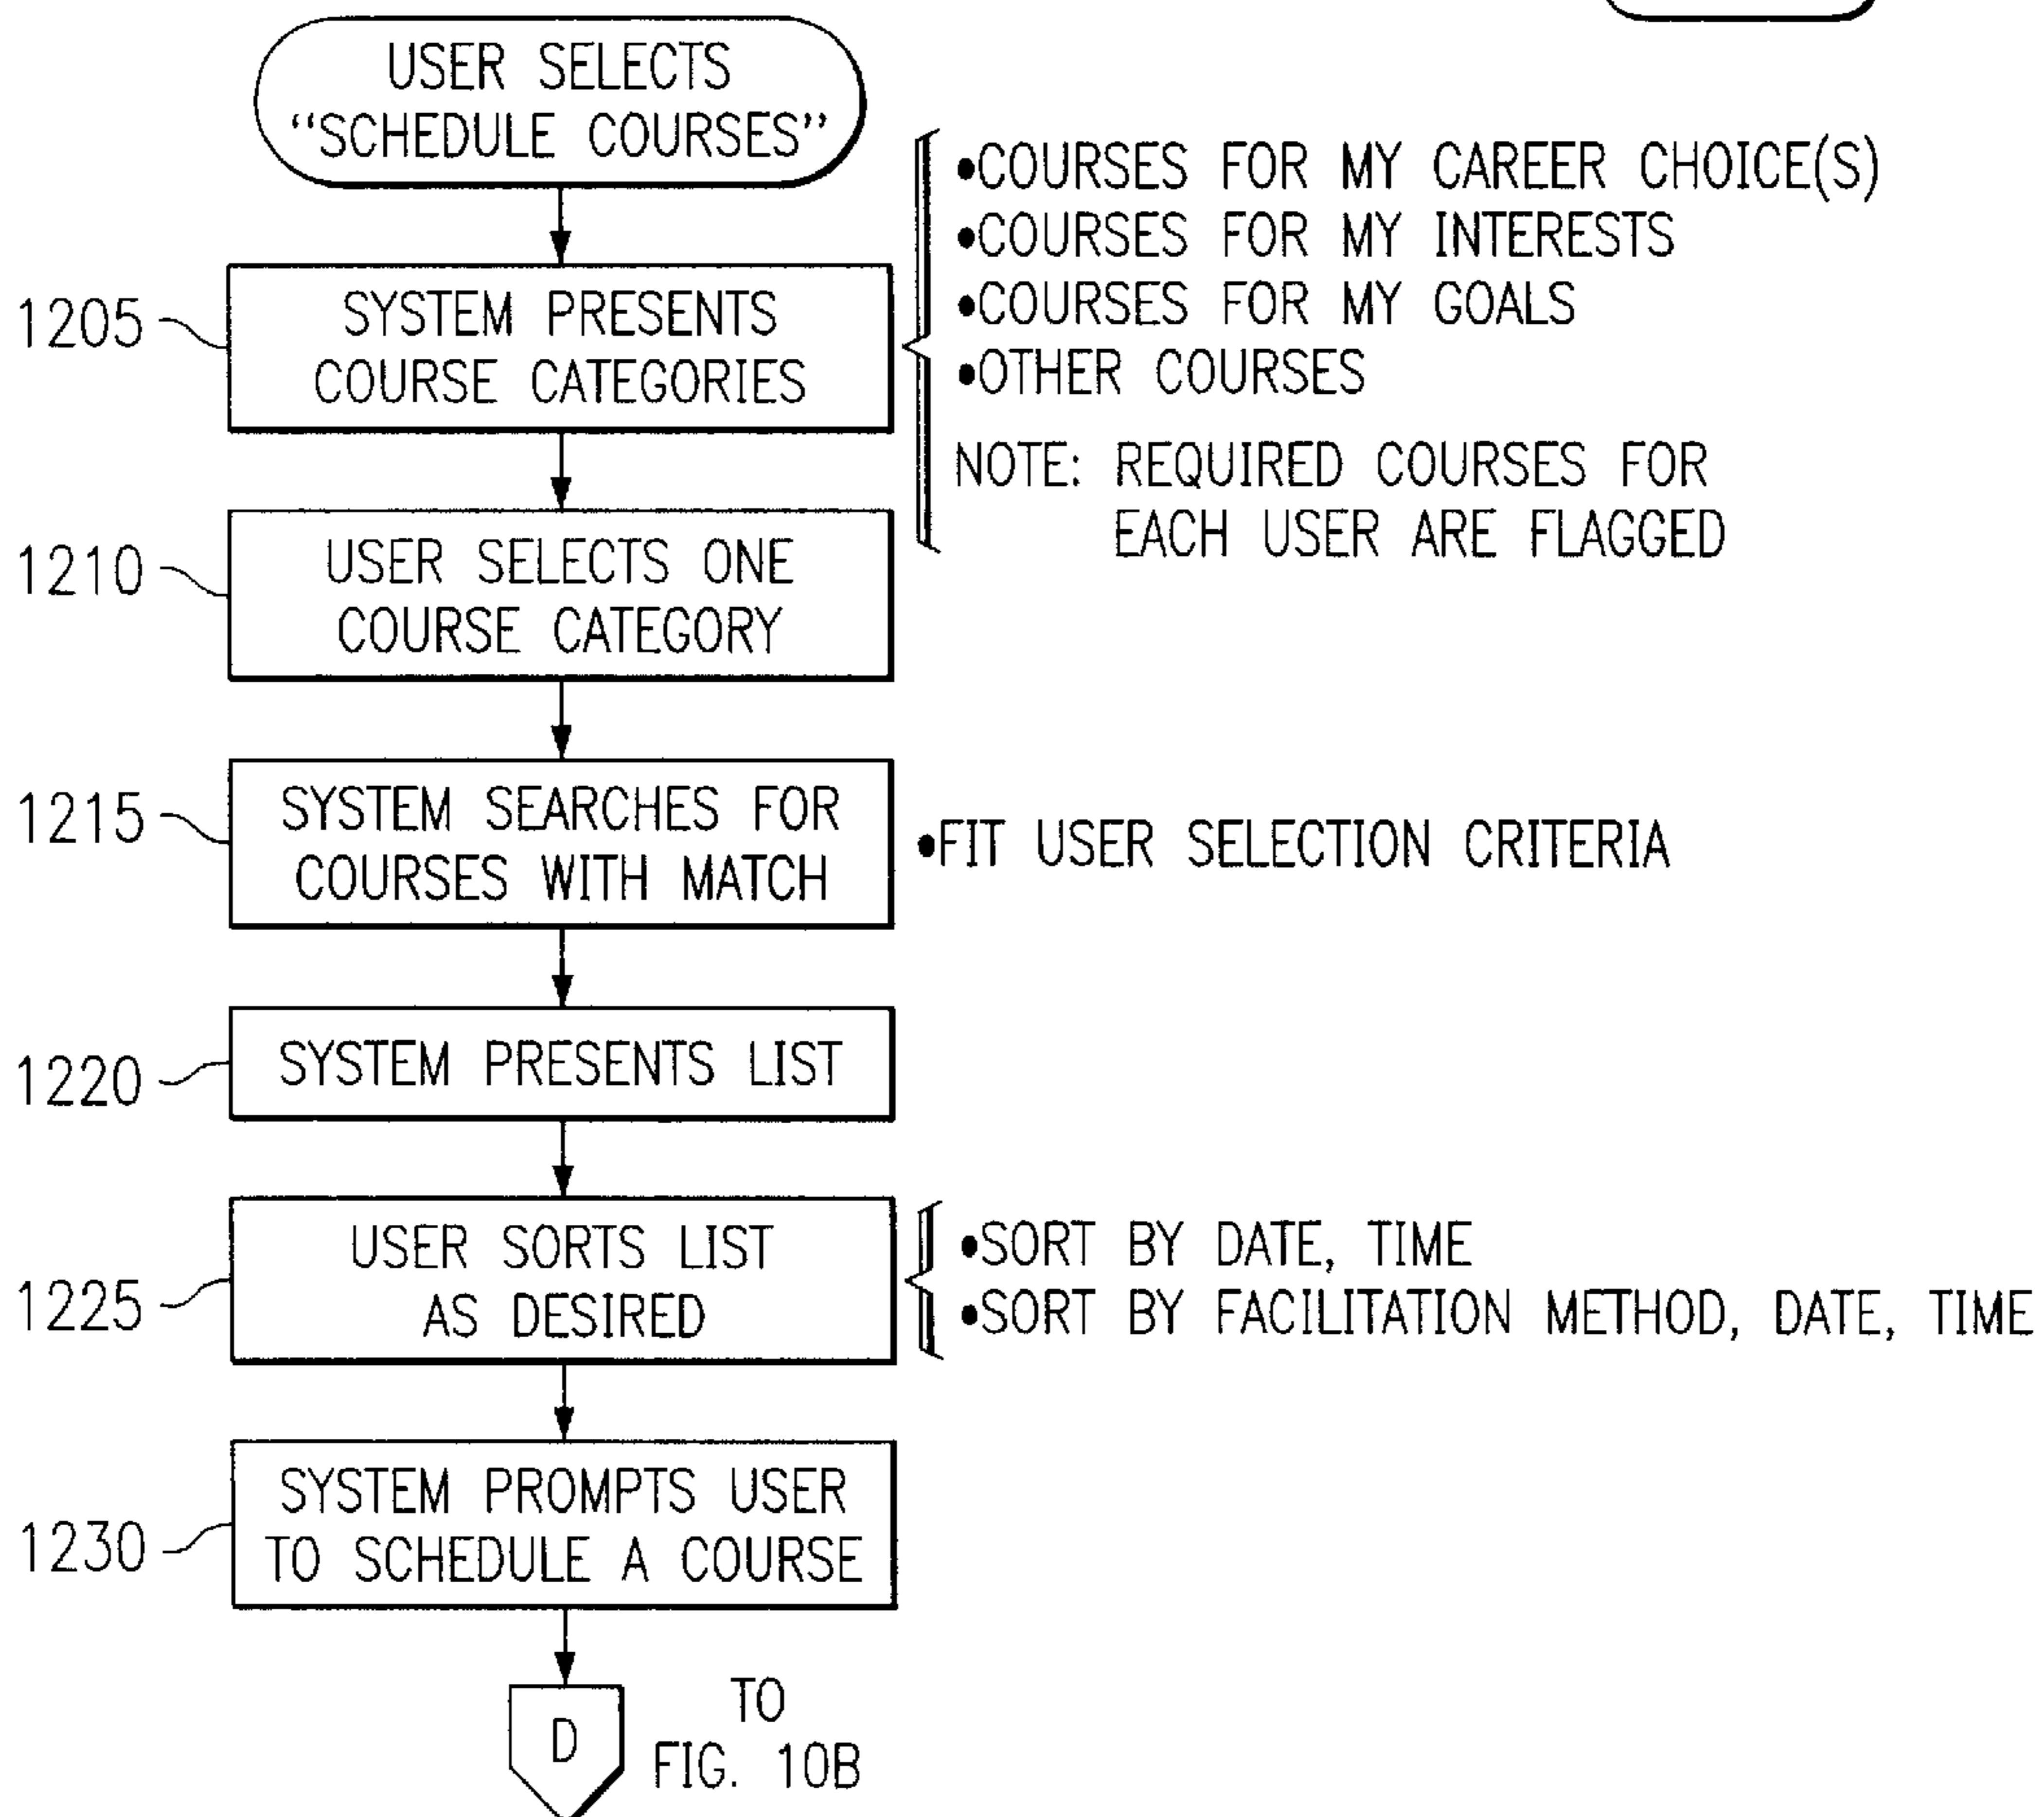 USER SELECTS
“SCHEDULE COURSES”
•COURSES FOR MY CAREER CHOICE(S)
•COURSES FOR MY INTERESTS
•COURSES FOR MY GOALS
•OTHER COURSES
NOTE: REQUIRED COURSES FOR
EACH USER ARE FLAGGED
1205
SYSTEM PRESENTS
COURSE CATEGORIES
1210
USER SELECTS ONE
COURSE CATEGORY
1215
SYSTEM SEARCHES FOR
COURSES WITH MATCH
•FIT USER SELECTION CRITERIA
1220
SYSTEM PRESENTS LIST
1225
USER SORTS LIST
AS DESIRED
•SORT BY DATE, TIME
•SORT BY FACILITATION METHOD, DATE, TIME
1230
SYSTEM PROMPTS USER
TO SCHEDULE A COURSE
D
TO
FIG. 10B